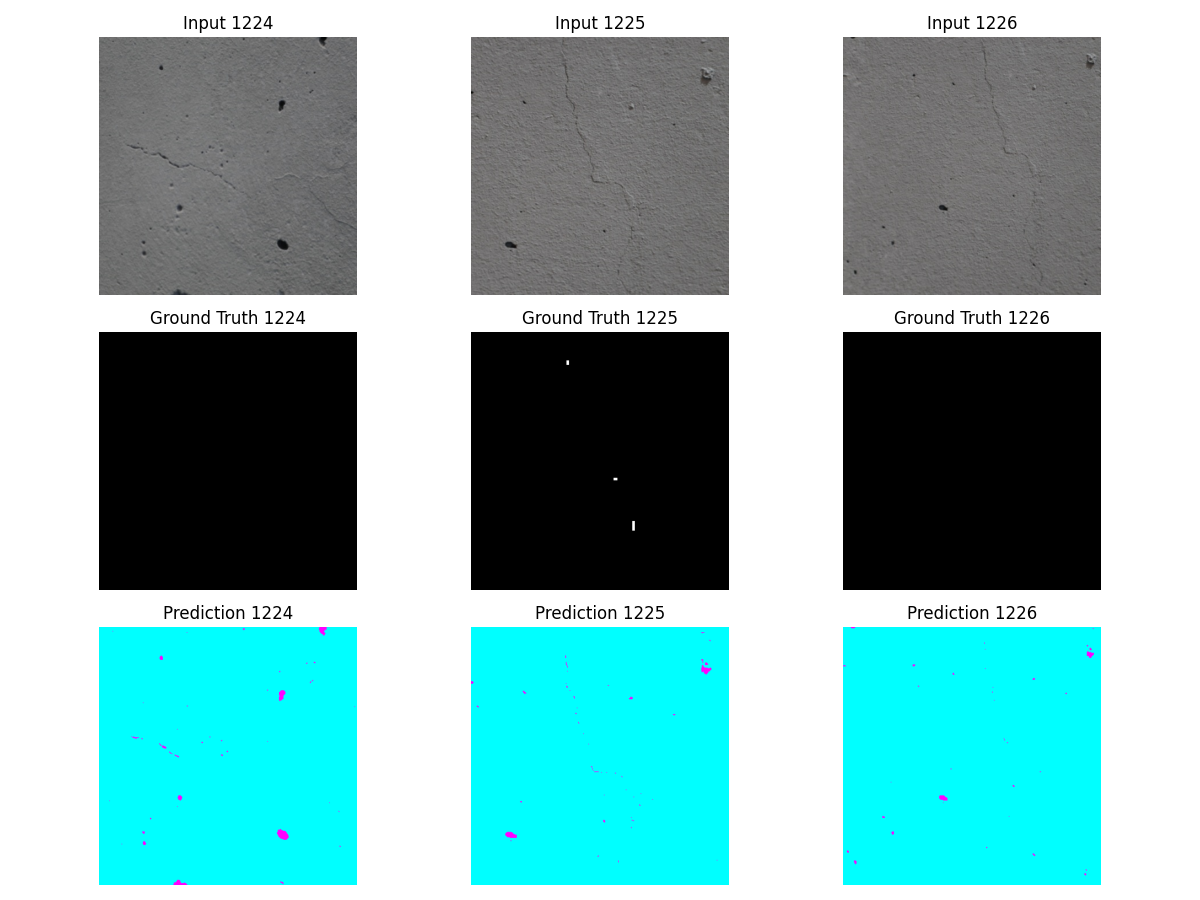 Input 1224
Input 1225
Input 1226
Ground Truth 1224
Ground Truth 1225
Ground Truth 1226
Prediction 1224
Prediction 1225
Prediction 1226